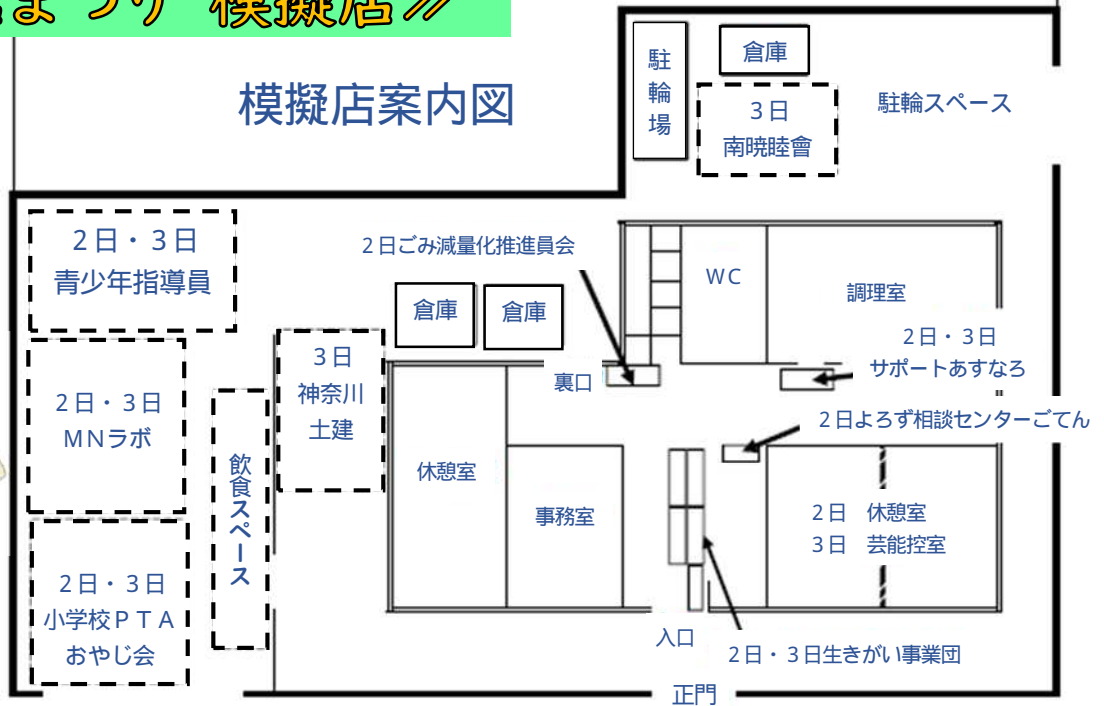 まつり 模擬店≫
模擬店案内図
駐輪場
倉庫
3日
南暁睦會
駐輪スペース
2日・3日
青少年指導員
2日ごみ減量化推進員会
WC
調理室
倉庫
倉庫
2日・3日
サポートあすなろ
3日
神奈川
土建
裏口
2日・3日
MNラボ
2日よろず相談センターごてん
飲食スペース
休憩室
事務室
2日 休憩室
3日 芸能控室
2日・3日
小学校PTA
おやじ会
入口
2日・3日生きがい事業団
正門